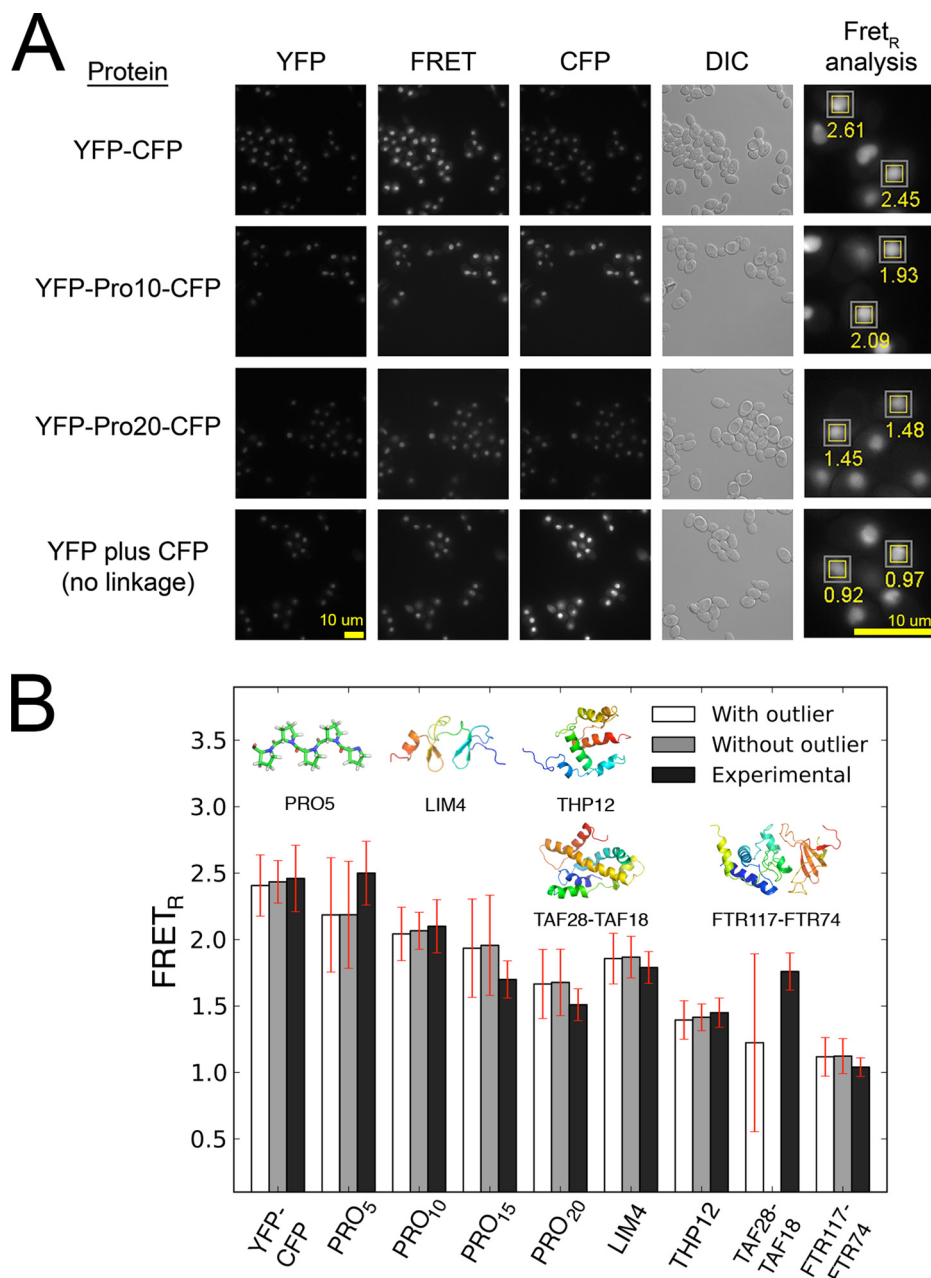 A
Protein
YFP
FRET
CFP
DIC
Fret_R
analysis
YFP-CFP
2.61
2.45
YFP-Pro10-CFP
1.93
2.09
YFP-Pro20-CFP
1.48
1.45
YFP plus CFP
(no linkage)
10 um
0.97
0.92
10 um
B
With outlier
Without outlier
Experimental
PRO5
LIM4
THP12
TAF28-TAF18
FTR117-FTR74
FRET_R
3.5
3.0
2.5
2.0
1.5
1.0
0.5
YFP-
CFP
PRO₅
PRO₁₀
PRO₁₅
PRO₂₀
LIM4
THP12
TAF28-
TAF18
FTR117-
FTR74